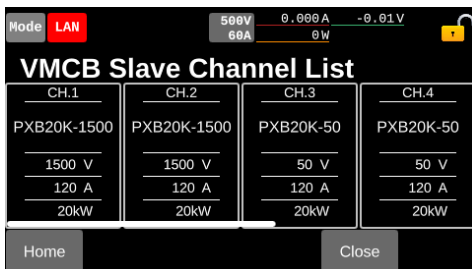 Mode LAN 500V 0.000A -0.01V
60A 0W
VMCB Slave Channel List
CH.1 CH.2 CH.3 CH.4
PXB20K-1500 PXB20K-1500 PXB20K-50 PXB20K-50
1500 V 1500 V 50 V 50 V
120 A 120 A 120 A 120 A
20kW 20kW 20kW 20kW
Home Close